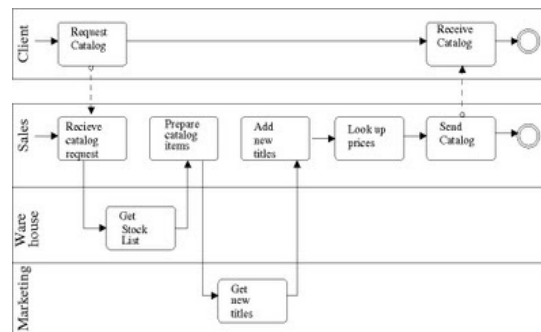 Client
Request
Catalog
Receive
Catalog
Sales
Recieve
catalog
request
Prepare
catalog
items
Add
new
titles
Look up
prices
Send
Catalog
Ware
house
Get
Stock
List
Marketing
Get
new
titles